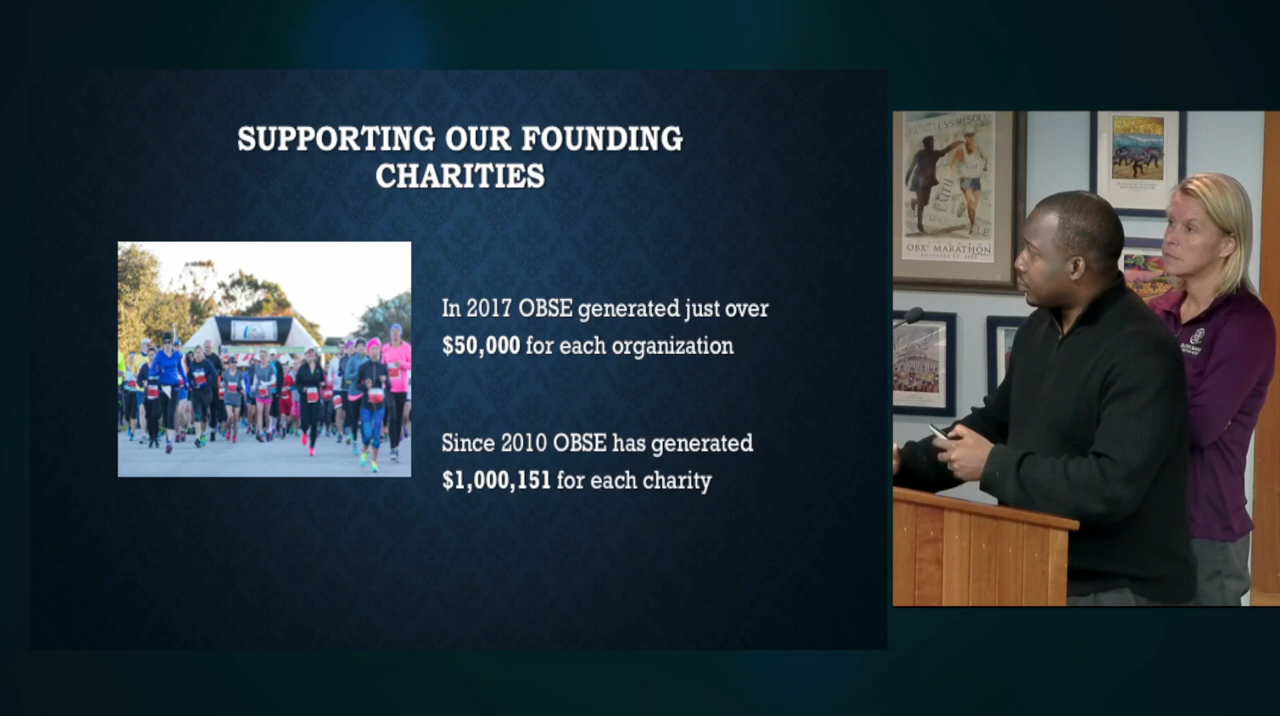 SUPPORTING OUR FOUNDING
CHARITIES
In 2017 OBSE generated just over
$50,000 for each organization
Since 2010 OBSE has generated
$1,000,151 for each charity
FAITH
OBX MARATHON